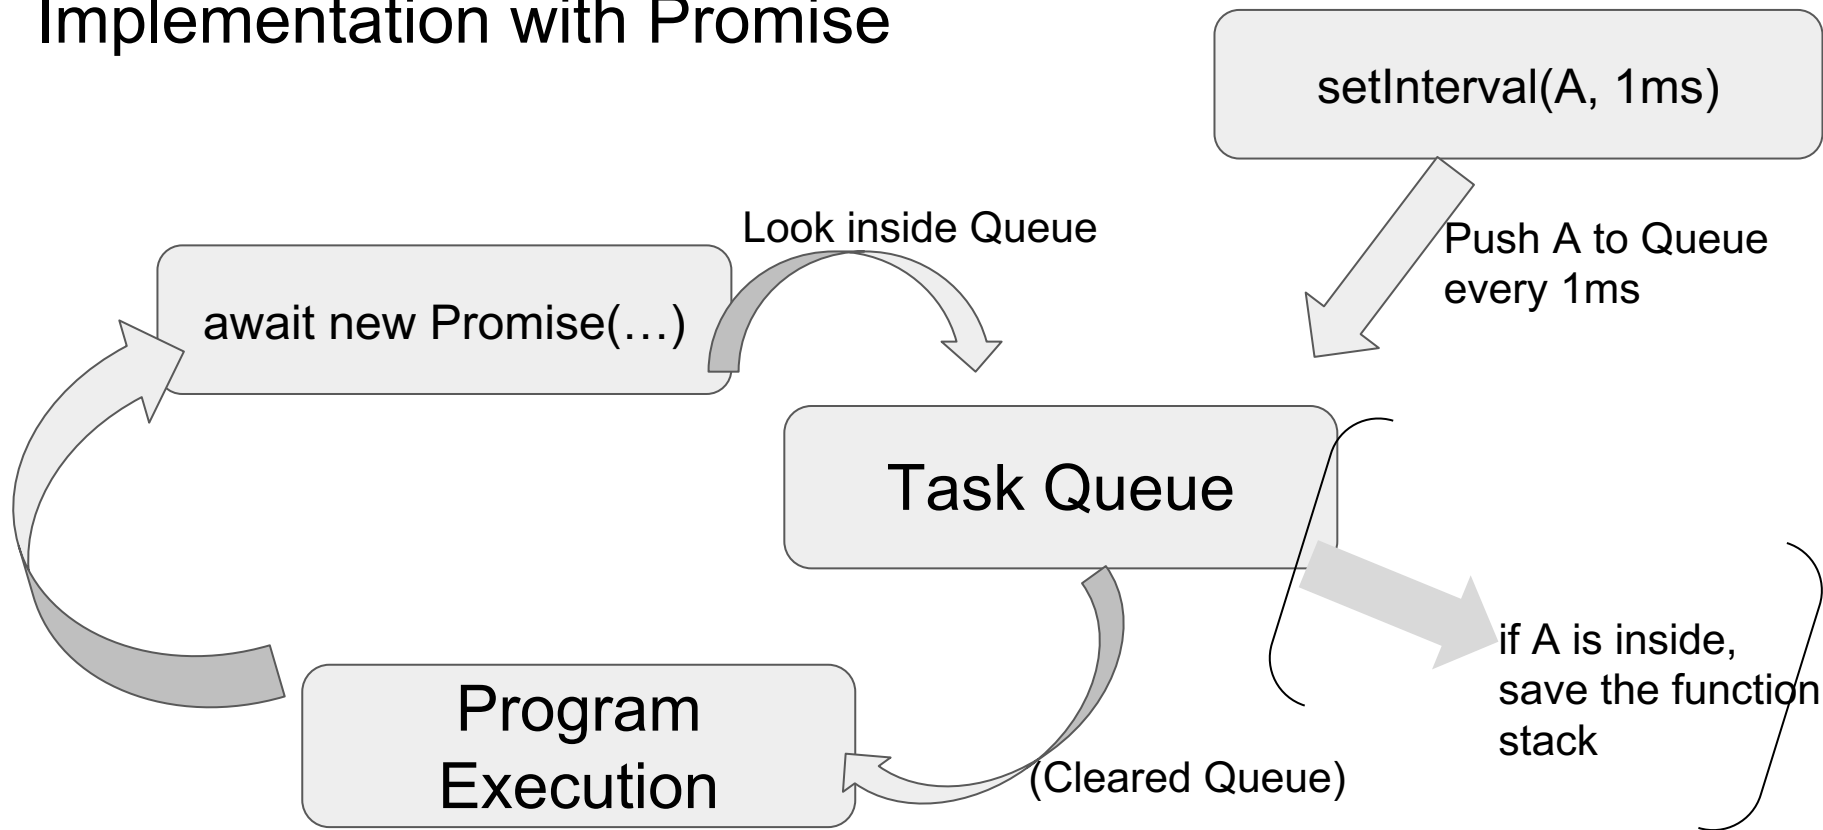 Implementation with Promise
setInterval(A, 1ms)
Look inside Queue
Push A to Queue
every 1ms
await new Promise(…)
Task Queue
if A is inside,
save the function
stack
Program
Execution
(Cleared Queue)